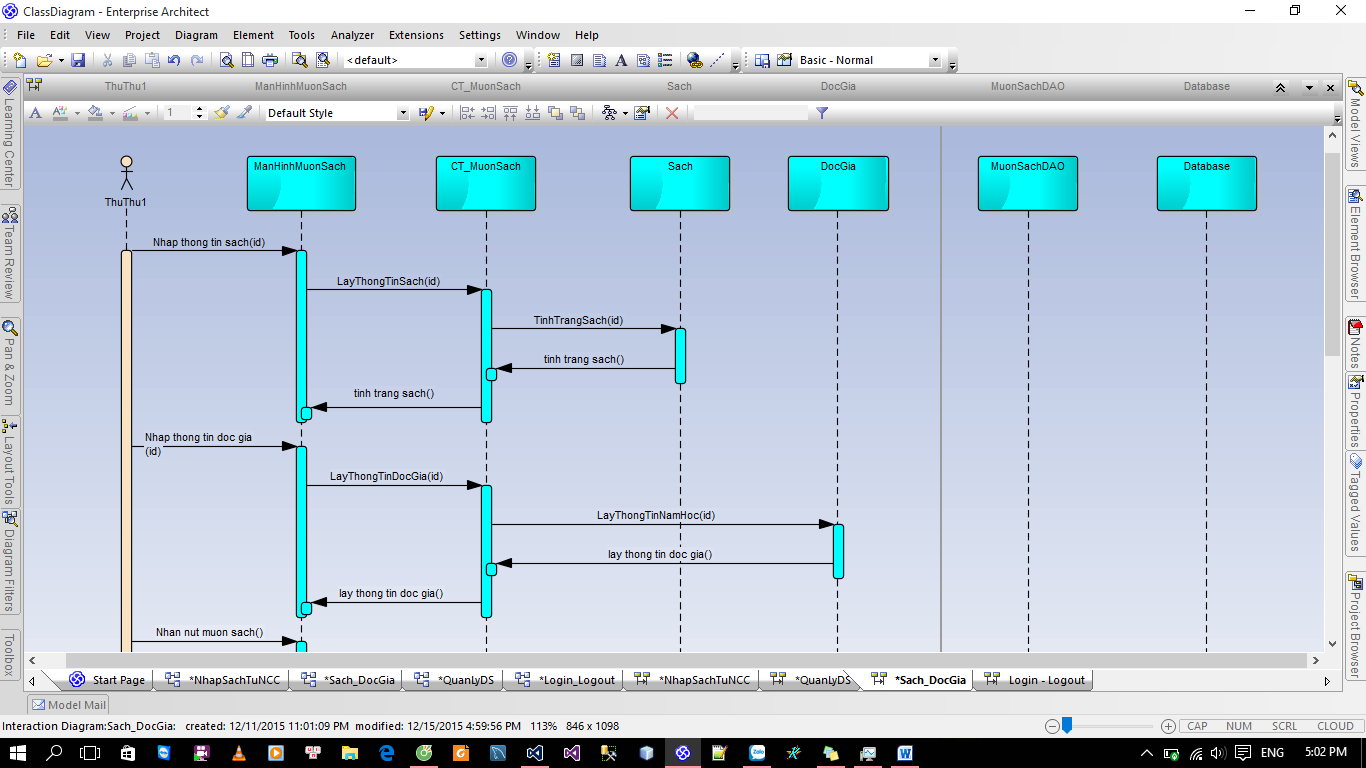 ClassDiagram - Enterprise Architect
File Edit View Project Diagram Element Tools Analyzer Extensions Settings Window Help
<default>
Basic - Normal
ThuThu1 ManHinhMuonSach CT_MuonSach Sach DocGia MuonSachDAO Database
1 Default Style
Learning Center
Team Review
Pan & Zoom
Layout Tools
Diagram Filters
Toolbox
ManHinhMuonSach CT_MuonSach Sach DocGia MuonSachDAO Database
ThuThu1
Nhap thong tin sach(id)
LayThongTinSach(id)
TinhTrangSach(id)
tinh trang sach()
tinh trang sach()
Nhap thong tin doc gia
(id)
LayThongTinDocGia(id)
LayThongTinNamHoc(id)
lay thong tin doc gia()
lay thong tin doc gia()
Nhan nut muon sach()
Model Views
Element Browser
Notes
Properties
Tagged Values
Project Browser
Start Page *NhapSachTuNCC *Sach_DocGia *QuanLyDS *Login_Logout *NhapSachTuNCC *QuanLyDS *Sach_DocGia Login - Logout
Model Mail
Interaction Diagram:Sach_DocGia: created: 12/11/2015 11:01:09 PM modified: 12/15/2015 4:59:56 PM 113% 846 x 1098
CAP NUM SCRL CLOUD
ENG 5:02 PM